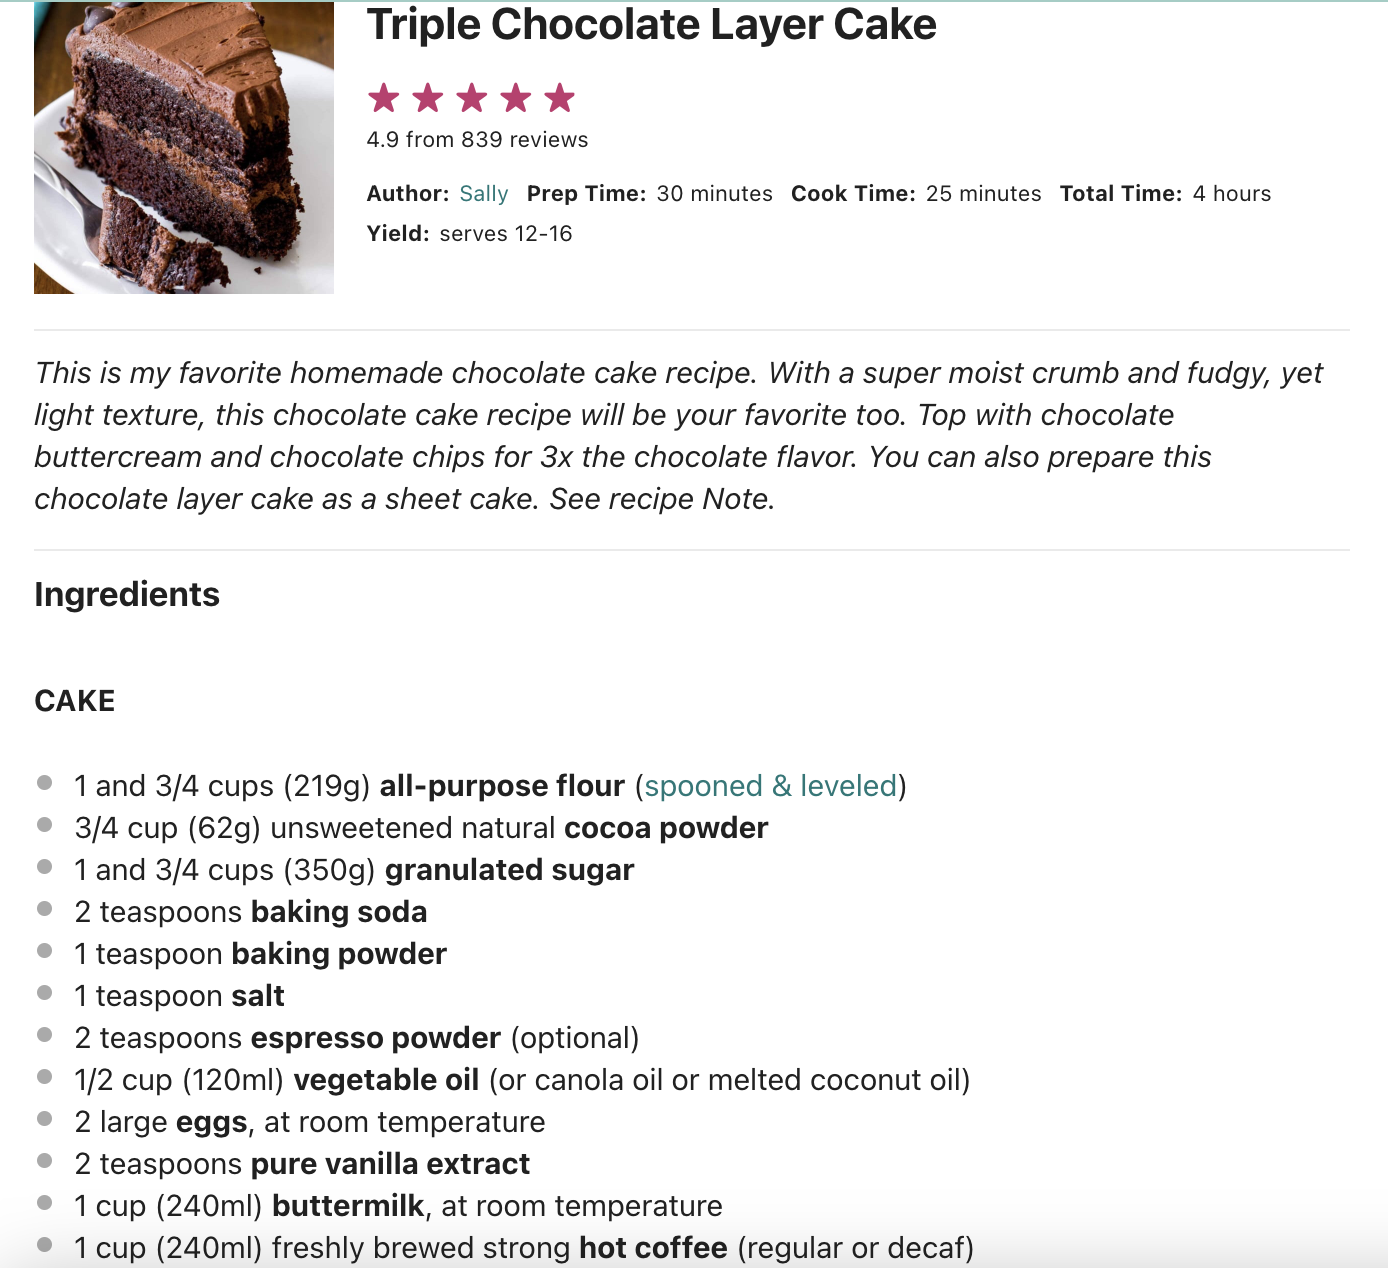 Triple Chocolate Layer Cake
4.9 from 839 reviews
Author: Sally Prep Time: 30 minutes Cook Time: 25 minutes Total Time: 4 hours
Yield: serves 12-16
This is my favorite homemade chocolate cake recipe. With a super moist crumb and fudgy, yet
light texture, this chocolate cake recipe will be your favorite too. Top with chocolate
buttercream and chocolate chips for 3x the chocolate flavor. You can also prepare this
chocolate layer cake as a sheet cake. See recipe Note.
Ingredients
CAKE
1 and 3/4 cups (219g) all-purpose flour (spooned & leveled)
3/4 cup (62g) unsweetened natural cocoa powder
1 and 3/4 cups (350g) granulated sugar
2 teaspoons baking soda
1 teaspoon baking powder
1 teaspoon salt
2 teaspoons espresso powder (optional)
1/2 cup (120ml) vegetable oil (or canola oil or melted coconut oil)
2 large eggs, at room temperature
2 teaspoons pure vanilla extract
1 cup (240ml) buttermilk, at room temperature
1 cup (240ml) freshly brewed strong hot coffee (regular or decaf)